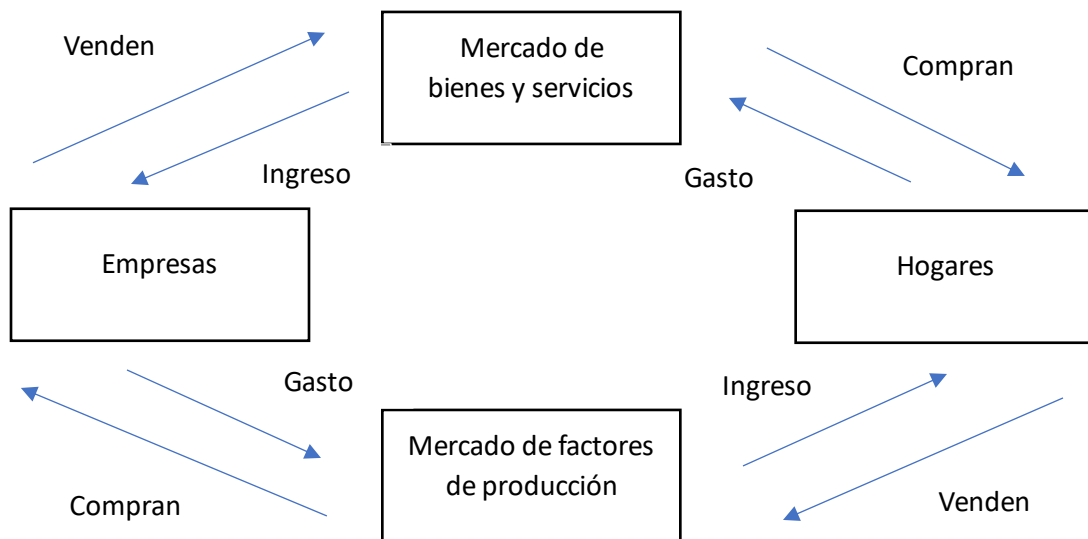 Venden
Mercado de
bienes y servicios
Compran
Ingreso
Gasto
Empresas
Hogares
Gasto
Ingreso
Mercado de factores
de producción
Compran
Venden